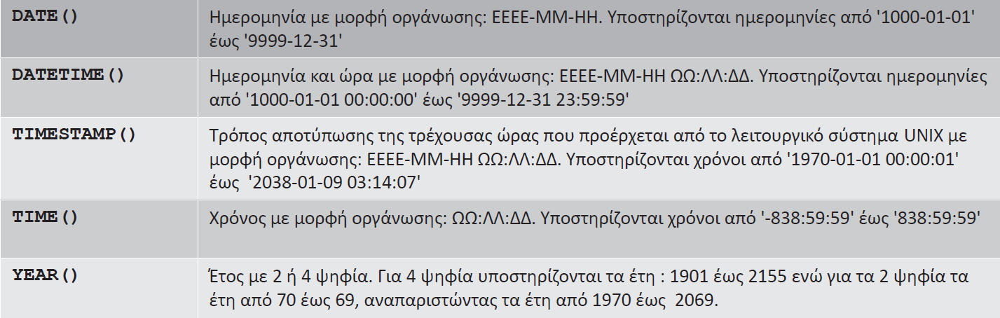 DATE()
Ημερομηνία με μορφή οργάνωσης: ΕΕΕΕ-ΜΜ-ΗΗ. Υποστηρίζονται ημερομηνίες από '1000-01-01'
έως '9999-12-31'
DATETIME()
Ημερομηνία και ώρα με μορφή οργάνωσης: ΕΕΕΕ-ΜΜ-ΗΗ ΩΩ:ΛΛ:ΔΔ. Υποστηρίζονται ημερομηνίες
από '1000-01-01 00:00:00' έως '9999-12-31 23:59:59'
TIMESTAMP()
Τρόπος αποτύπωσης της τρέχουσας ώρας που προέρχεται από το λειτουργικό σύστημα UNIX με
μορφή οργάνωσης: ΕΕΕΕ-ΜΜ-ΗΗ ΩΩ:ΛΛ:ΔΔ. Υποστηρίζονται χρόνοι από '1970-01-01 00:00:01'
έως '2038-01-09 03:14:07'
TIME()
Χρόνος με μορφή οργάνωσης: ΩΩ:ΛΛ:ΔΔ. Υποστηρίζονται χρόνοι από '-838:59:59' έως '838:59:59'
YEAR()
Έτος με 2 ή 4 ψηφία. Για 4 ψηφία υποστηρίζονται τα έτη : 1901 έως 2155 ενώ για τα 2 ψηφία τα
έτη από 70 έως 69, αναπαριστώντας τα έτη από 1970 έως 2069.